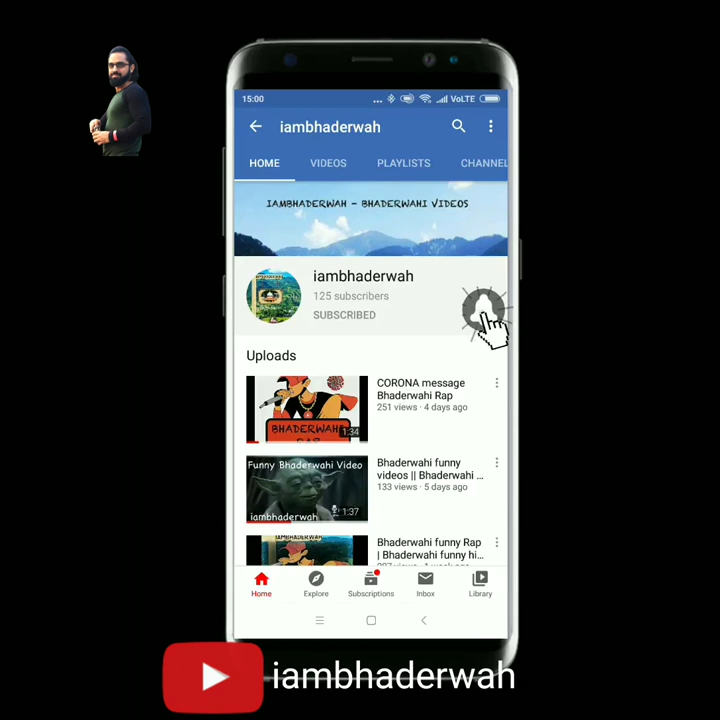 15:00
... VoLTE
iambhaderwah
HOME VIDEOS PLAYLISTS CHANNEL
IAMBHADERWAH - BHADERWAHI VIDEOS
iambhaderwah
125 subscribers
SUBSCRIBED
Uploads
CORONA message
Bhaderwahi Rap
251 views · 4 days ago
BHADERWAHI
RAP
1:34
Funny Bhaderwahi Video
iambhaderwah
1:37
Bhaderwahi funny
videos || Bhaderwahi ...
133 views · 5 days ago
Bhaderwahi funny Rap
| Bhaderwahi funny hi...
Home Explore Subscriptions Inbox Library
iambhaderwah